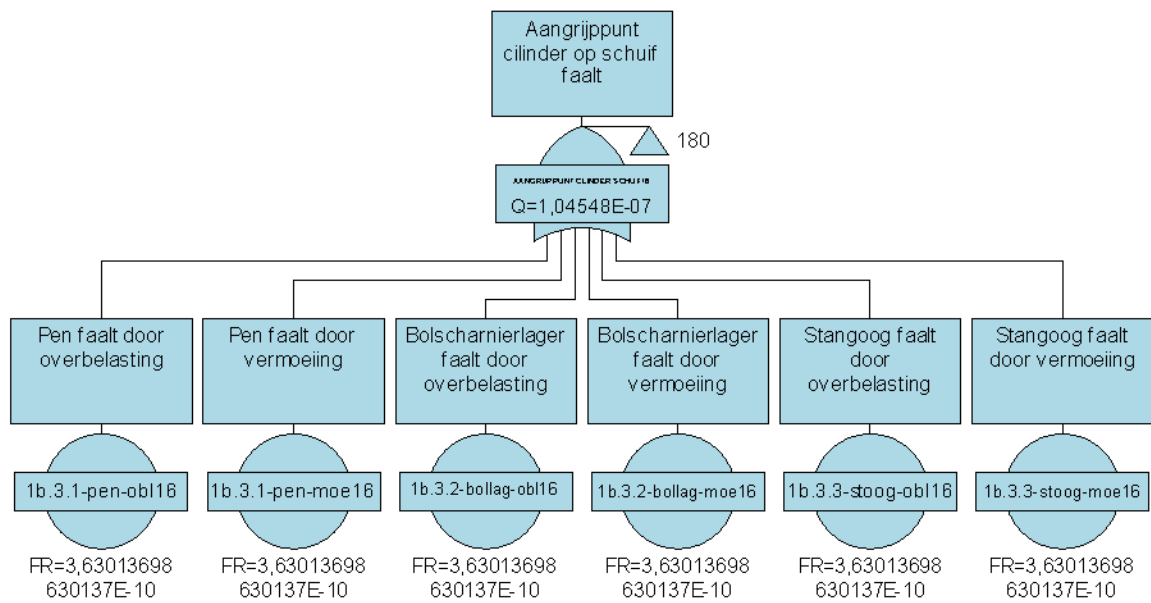 Aangrijppunt
cilinder op schuif
faalt
180
AANGRIJPPUNT CILINDER SCHUIF16
Q=1,04548E-07
Pen faalt door
overbelasting
Pen faalt door
vermoeiing
Bolscharnierlager
faalt door
overbelasting
Bolscharnierlager
faalt door
vermoeiing
Stangoog faalt
door
overbelasting
Stangoog faalt
door vermoeiing
1b.3.1-pen-obl16
1b.3.1-pen-moe16
1b.3.2-bollag-obl16
1b.3.2-bollag-moe16
1b.3.3-stoog-obl16
1b.3.3-stoog-moe16
FR=3,63013698
630137E-10
FR=3,63013698
630137E-10
FR=3,63013698
630137E-10
FR=3,63013698
630137E-10
FR=3,63013698
630137E-10
FR=3,63013698
630137E-10